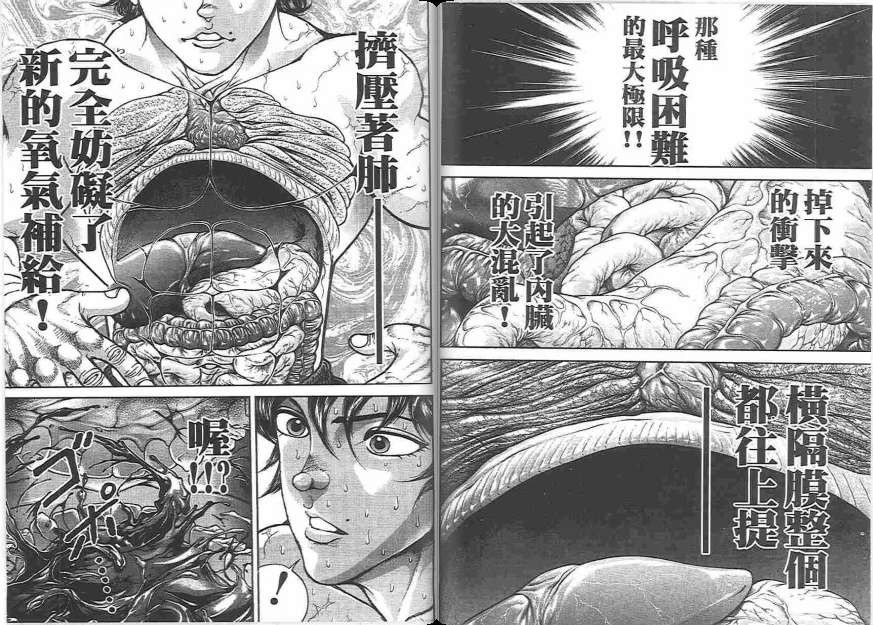 那種
呼吸困難
的最大極限!!
掉下來
的衝擊
引起了內臟
的大混亂!
橫隔膜整個
都往上提——
擠壓著肺——
完全妨礙了
新的氧氣補給!
!
喔!!?
ブ
ポ……